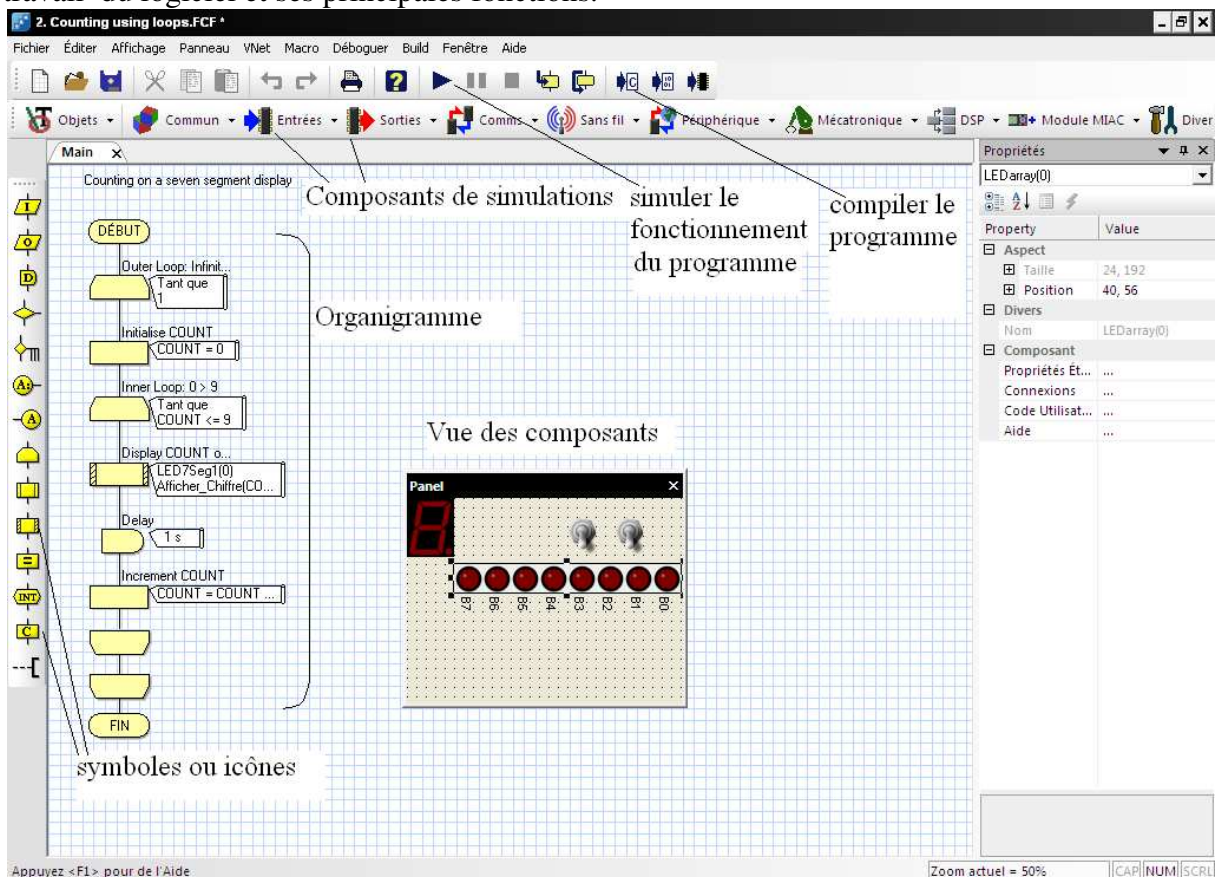 travail du logiciel et ses principales fonctions.
2. Counting using loops.FCF *
Fichier Éditer Affichage Panneau VNet Macro Déboguer Build Fenêtre Aide
Objets Commun Entrées Sorties Comms Sans fil Périphérique Mécatronique DSP Module MIAC Diver
Main x
Propriétés
LEDarray(0)
Property Value
Aspect
Taille 24, 192
Position 40, 56
Divers
Nom LEDarray(0)
Composant
Propriétés Ét... ...
Connexions ...
Code Utilisat... ...
Aide ...
Counting on a seven segment display
Composants de simulations
simuler le
fonctionnement
du programme
compiler le
programme
DÉBUT
Outer Loop: Infinit...
Tant que
1
Organigramme
Initialise COUNT
COUNT = 0
Inner Loop: 0 > 9
Tant que
COUNT <= 9
Display COUNT o...
LED7Seg1(0)
Afficher_Chiffre(CO...
Delay
1 s
Increment COUNT
COUNT = COUNT ...
FIN
Vue des composants
Panel
B7 B6 B5 B4 B3 B2 B1 B0
I
O
D
A:
A
=
INT
C
symboles ou icônes
Appuyez <F1> pour de l'Aide
Zoom actuel = 50% CAP NUM SCRL